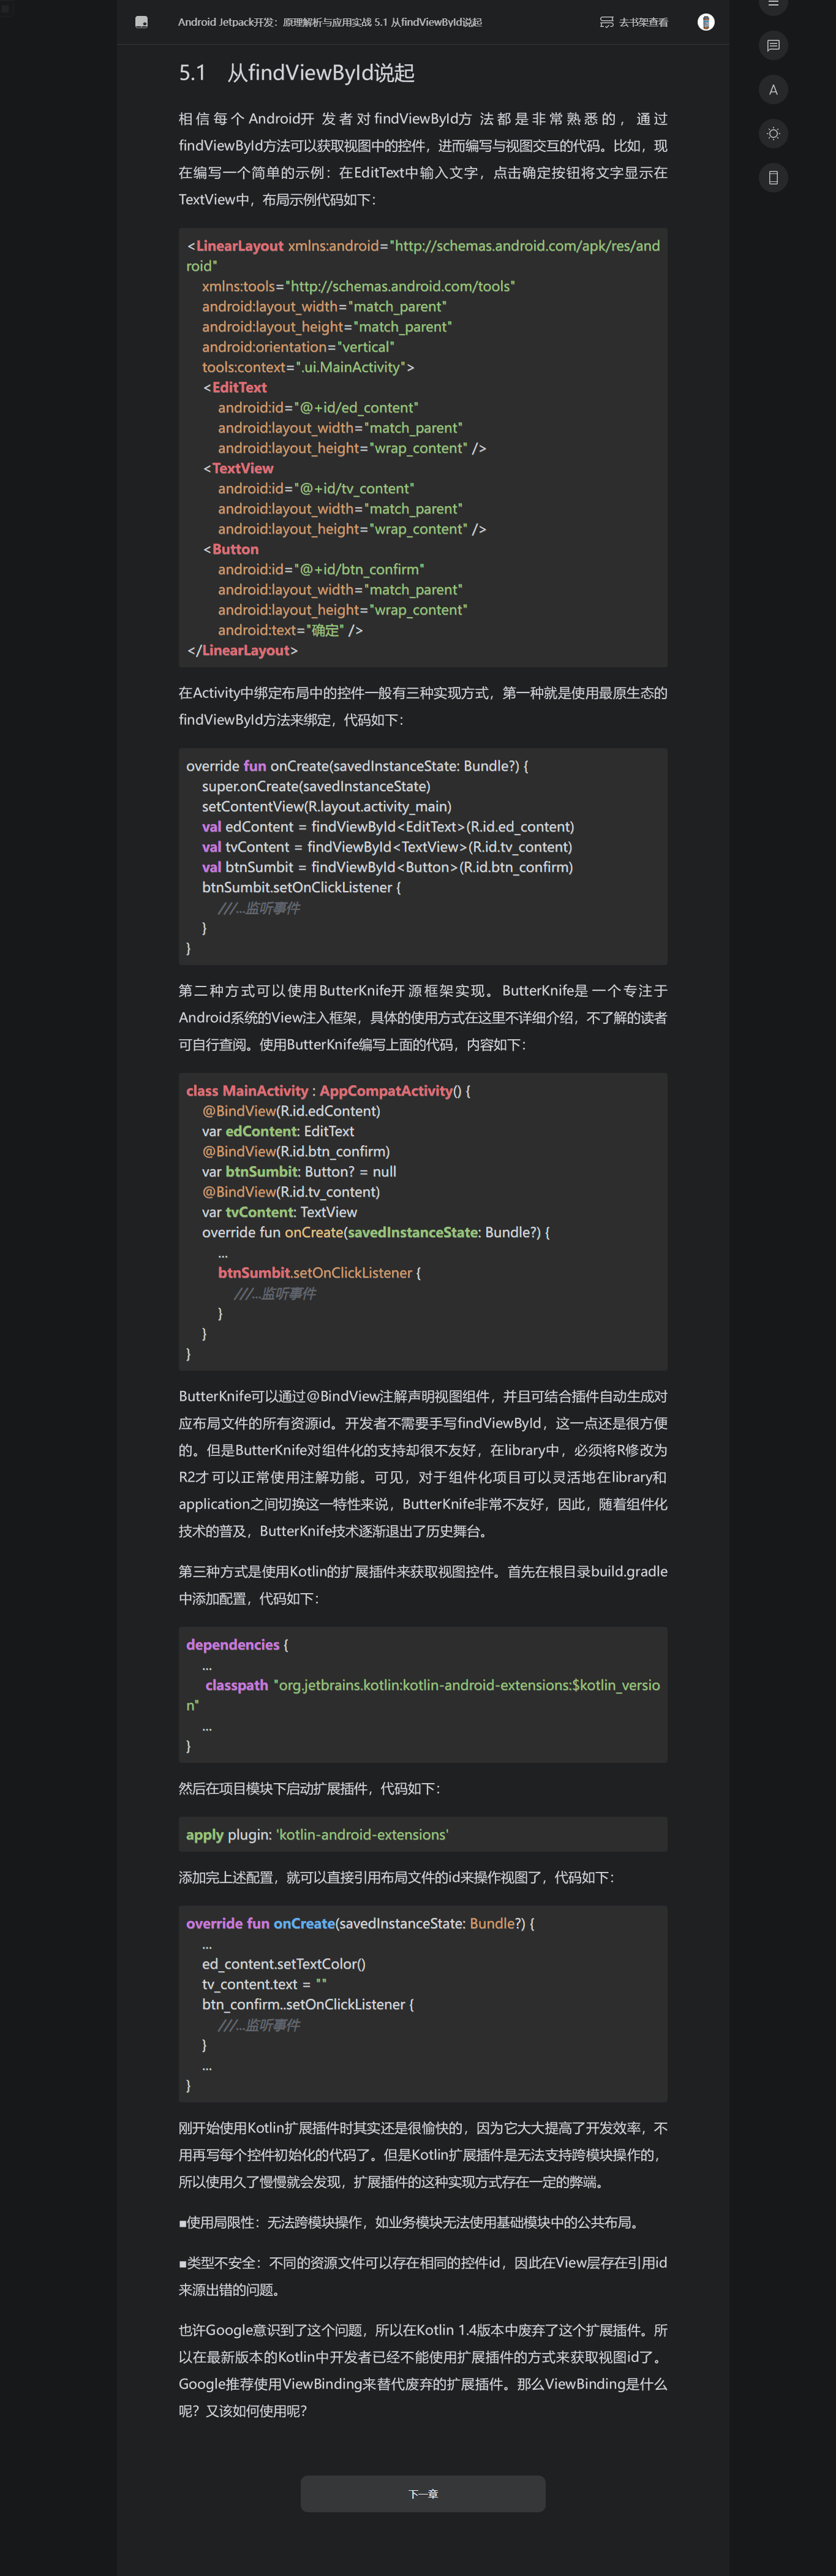 Android Jetpack开发：原理解析与应用实战 5.1 从findViewById说起
去书架查看
A
5.1 从findViewById说起
相信每个Android开 发者对findViewById方 法都是非常熟悉的，通过
findViewById方法可以获取视图中的控件，进而编写与视图交互的代码。比如，现
在编写一个简单的示例：在EditText中输入文字，点击确定按钮将文字显示在
TextView中，布局示例代码如下：
<LinearLayout xmlns:android="http://schemas.android.com/apk/res/and
roid"
xmlns:tools="http://schemas.android.com/tools"
android:layout_width="match_parent"
android:layout_height="match_parent"
android:orientation="vertical"
tools:context=".ui.MainActivity">
<EditText
android:id="@+id/ed_content"
android:layout_width="match_parent"
android:layout_height="wrap_content" />
<TextView
android:id="@+id/tv_content"
android:layout_width="match_parent"
android:layout_height="wrap_content" />
<Button
android:id="@+id/btn_confirm"
android:layout_width="match_parent"
android:layout_height="wrap_content"
android:text="确定" />
</LinearLayout>
在Activity中绑定布局中的控件一般有三种实现方式，第一种就是使用最原生态的
findViewById方法来绑定，代码如下：
override fun onCreate(savedInstanceState: Bundle?) {
super.onCreate(savedInstanceState)
setContentView(R.layout.activity_main)
val edContent = findViewById<EditText>(R.id.ed_content)
val tvContent = findViewById<TextView>(R.id.tv_content)
val btnSumbit = findViewById<Button>(R.id.btn_confirm)
btnSumbit.setOnClickListener {
///...监听事件
}
}
第二种方式可以使用ButterKnife开源框架实现。ButterKnife是一个专注于
Android系统的View注入框架，具体的使用方式在这里不详细介绍，不了解的读者
可自行查阅。使用ButterKnife编写上面的代码，内容如下：
class MainActivity : AppCompatActivity() {
@BindView(R.id.edContent)
var edContent: EditText
@BindView(R.id.btn_confirm)
var btnSumbit: Button? = null
@BindView(R.id.tv_content)
var tvContent: TextView
override fun onCreate(savedInstanceState: Bundle?) {
...
btnSumbit.setOnClickListener {
///...监听事件
}
}
}
ButterKnife可以通过@BindView注解声明视图组件，并且可结合插件自动生成对
应布局文件的所有资源id。开发者不需要手写findViewById，这一点还是很方便
的。但是ButterKnife对组件化的支持却很不友好，在library中，必须将R修改为
R2才可以正常使用注解功能。可见，对于组件化项目可以灵活地在library和
application之间切换这一特性来说，ButterKnife非常不友好，因此，随着组件化
技术的普及，ButterKnife技术逐渐退出了历史舞台。
第三种方式是使用Kotlin的扩展插件来获取视图控件。首先在根目录build.gradle
中添加配置，代码如下：
dependencies {
...
classpath "org.jetbrains.kotlin:kotlin-android-extensions:$kotlin_versio
n"
...
}
然后在项目模块下启动扩展插件，代码如下：
apply plugin: 'kotlin-android-extensions'
添加完上述配置，就可以直接引用布局文件的id来操作视图了，代码如下：
override fun onCreate(savedInstanceState: Bundle?) {
...
ed_content.setTextColor()
tv_content.text = ""
btn_confirm..setOnClickListener {
///...监听事件
}
...
}
刚开始使用Kotlin扩展插件时其实还是很愉快的，因为它大大提高了开发效率，不
用再写每个控件初始化的代码了。但是Kotlin扩展插件是无法支持跨模块操作的，
所以使用久了慢慢就会发现，扩展插件的这种实现方式存在一定的弊端。
■使用局限性：无法跨模块操作，如业务模块无法使用基础模块中的公共布局。
■类型不安全：不同的资源文件可以存在相同的控件id，因此在View层存在引用id
来源出错的问题。
也许Google意识到了这个问题，所以在Kotlin 1.4版本中废弃了这个扩展插件。所
以在最新版本的Kotlin中开发者已经不能使用扩展插件的方式来获取视图id了。
Google推荐使用ViewBinding来替代废弃的扩展插件。那么ViewBinding是什么
呢？又该如何使用呢？
下一章